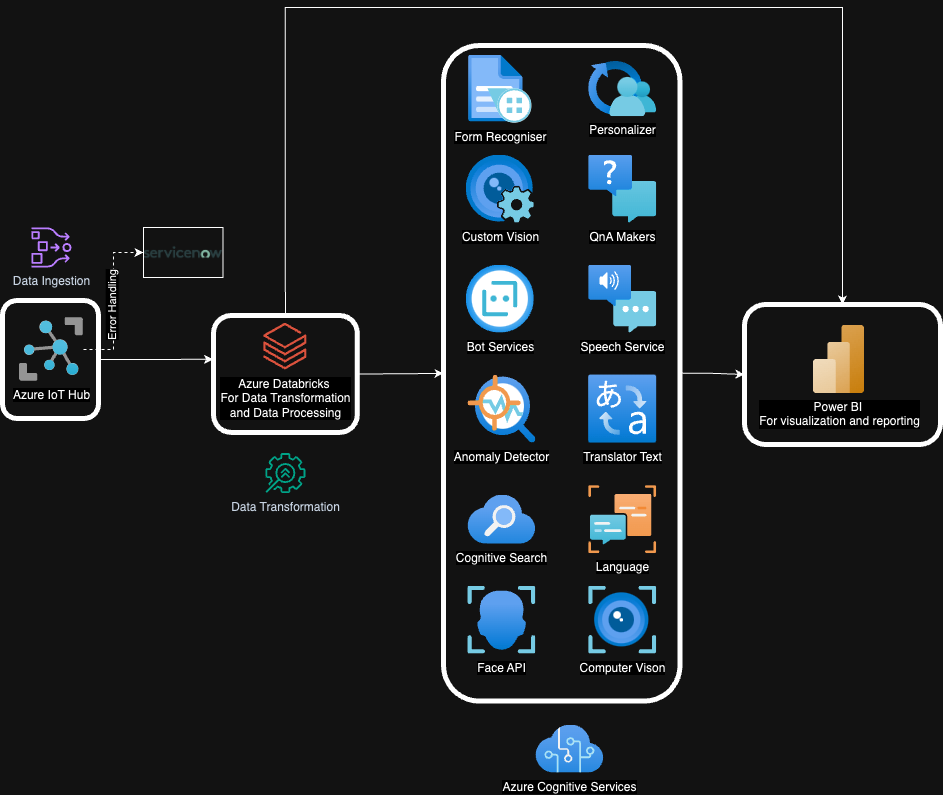 Form Recogniser
Personalizer
Custom Vision
QnA Makers
Data Ingestion
Error Handling
servicenow
Azure IoT Hub
Bot Services
Speech Service
Azure Databricks
For Data Transformation
and Data Processing
Data Transformation
?
あ
a
Anomaly Detector
Translator Text
Cognitive Search
Language
Face API
Computer Vison
Power BI
For visualization and reporting
Azure Cognitive Services